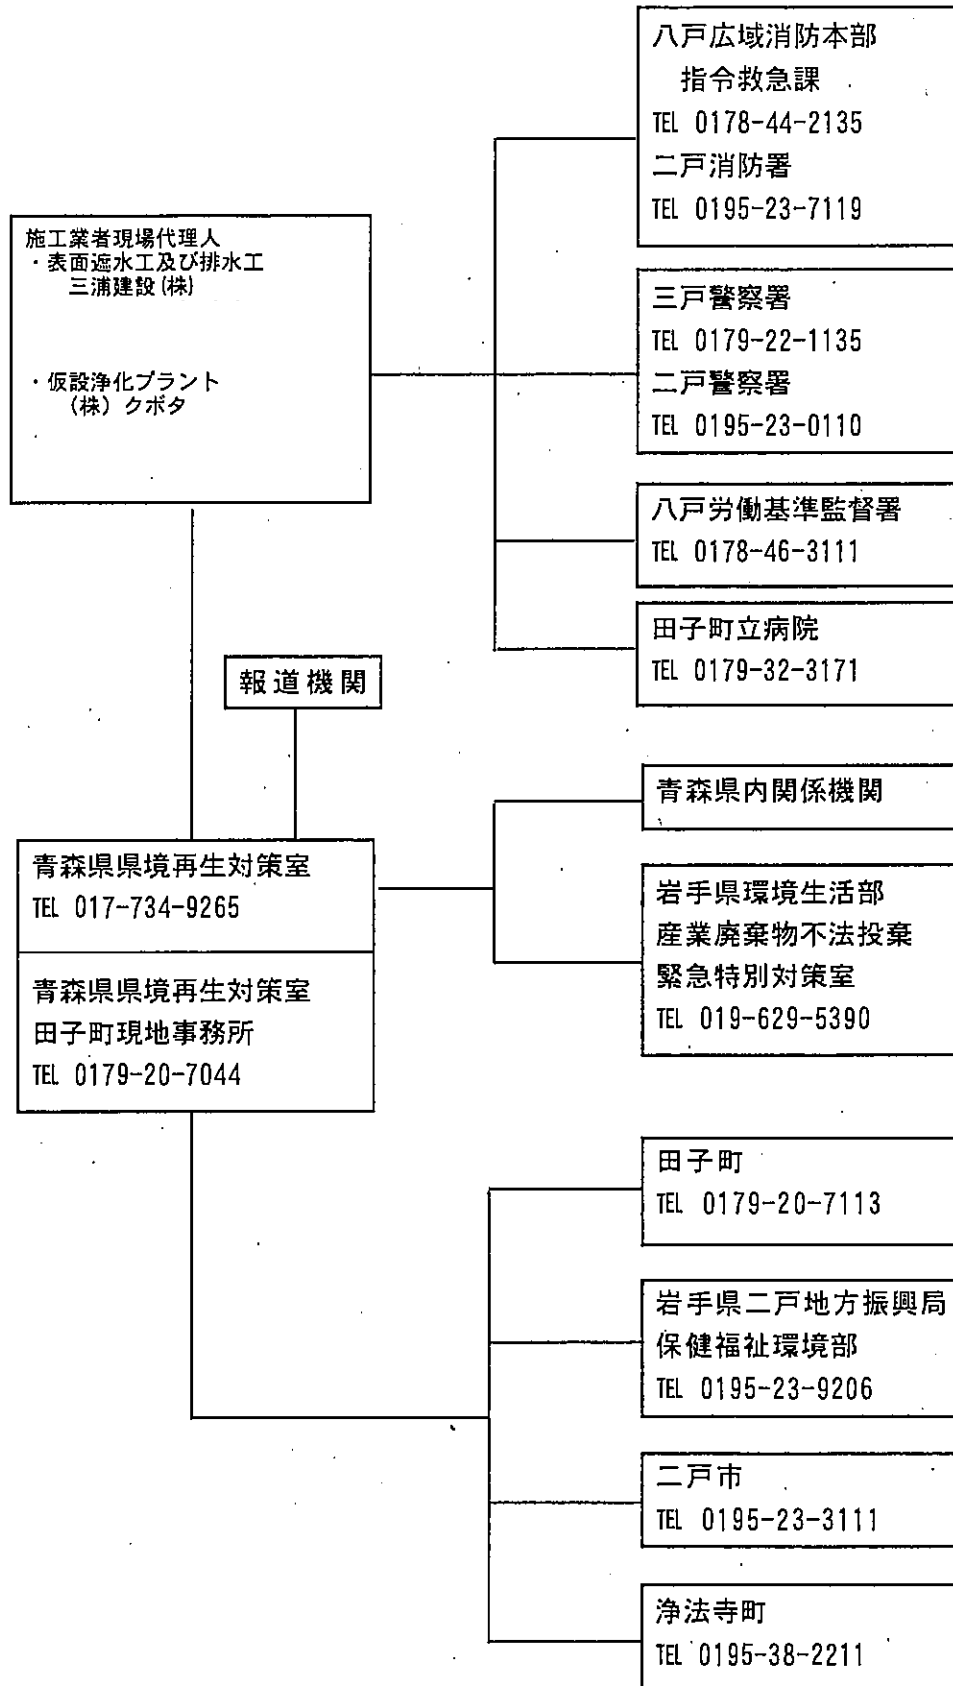 八戸広域消防本部
指令救急課
TEL 0178-44-2135
二戸消防署
TEL 0195-23-7119
施工業者現場代理人
・表面遮水工及び排水工
三浦建設(株)
・仮設浄化プラント
(株)クボタ
三戸警察署
TEL 0179-22-1135
二戸警察署
TEL 0195-23-0110
八戸労働基準監督署
TEL 0178-46-3111
田子町立病院
TEL 0179-32-3171
報道機関
青森県県境再生対策室
TEL 017-734-9265
青森県県境再生対策室
田子町現地事務所
TEL 0179-20-7044
青森県内関係機関
岩手県環境生活部
産業廃棄物不法投棄
緊急特別対策室
TEL 019-629-5390
田子町
TEL 0179-20-7113
岩手県二戸地方振興局
保健福祉環境部
TEL 0195-23-9206
二戸市
TEL 0195-23-3111
浄法寺町
TEL 0195-38-2211